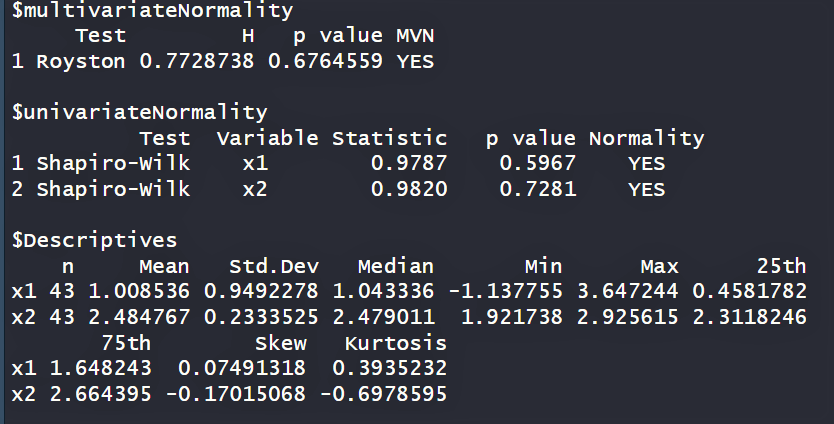 $multivariateNormality
     Test         H   p value MVN
1 Royston 0.7728738 0.6764559 YES

$univariateNormality
          Test  Variable Statistic   p value Normality
1 Shapiro-Wilk    x1        0.9787    0.5967    YES
2 Shapiro-Wilk    x2        0.9820    0.7281    YES

$Descriptives
    n     Mean   Std.Dev   Median       Min      Max      25th
x1 43 1.008536 0.9492278 1.043336 -1.137755 3.647244 0.4581782
x2 43 2.484767 0.2333525 2.479011  1.921738 2.925615 2.3118246
       75th        Skew   Kurtosis
x1 1.648243  0.07491318  0.3935232
x2 2.664395 -0.17015068 -0.6978595